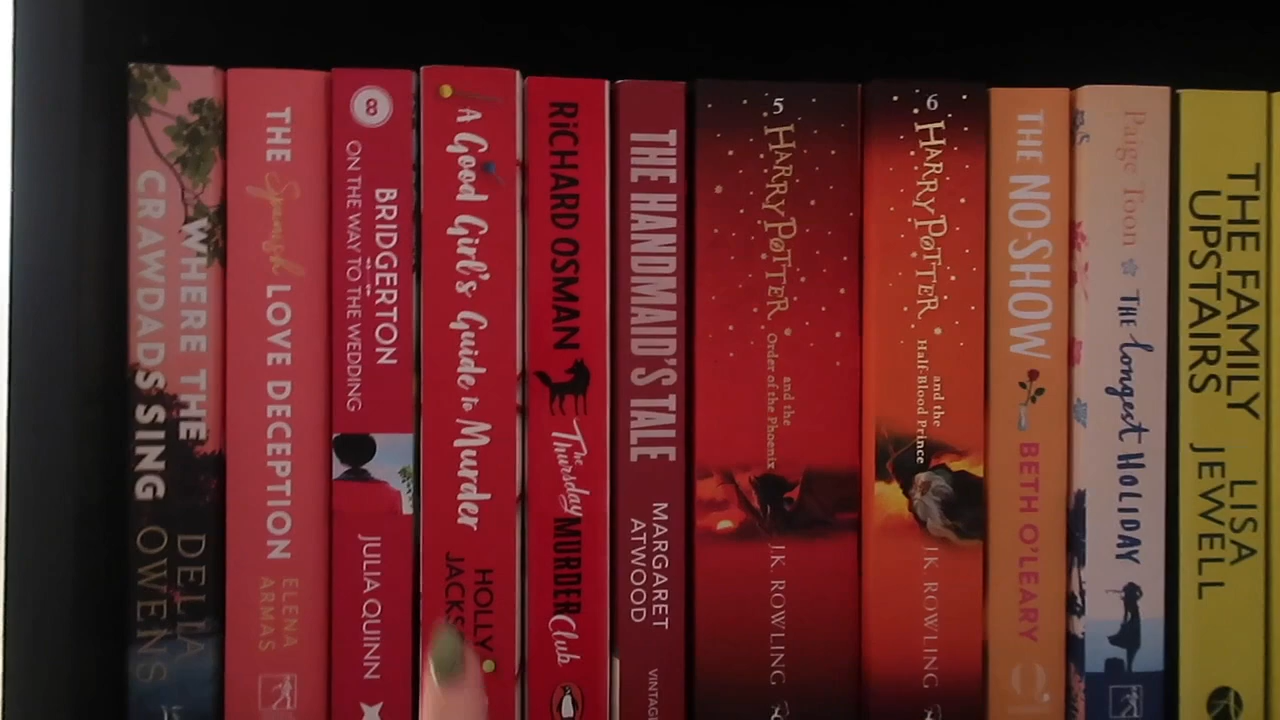 WHERE THE
CRAWDADS SING
DELIA
OWENS
THE Spanish LOVE DECEPTION
ELENA
ARMAS
8
BRIDGERTON
ON THE WAY TO THE WEDDING
JULIA QUINN
A Good Girl's Guide to Murder
HOLLY
JACKS
RICHARD OSMAN
The Thursday MURDER Club
THE HANDMAID'S TALE
MARGARET
ATWOOD
VINTAG
5
HARRY POTTER
and the
Order of the Phoenix
J.K. ROWLING
6
HARRY POTTER
and the
Half-Blood Prince
J.K. ROWLING
THE NO-SHOW
BETH O'LEARY
Paige Toon
THE longest HOLIDAY
THE FAMILY
UPSTAIRS
LISA
JEWELL